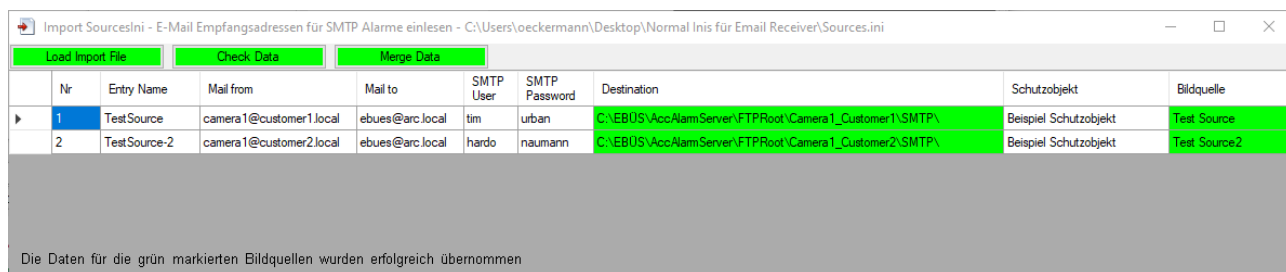 Import SourcesIni - E-Mail Empfangsadressen für SMTP Alarme einlesen - C:\Users\oeckermann\Desktop\Normal Inis für Email Receiver\Sources.ini
Load Import File Check Data Merge Data
Nr Entry Name Mail from Mail to SMTP User SMTP Password Destination Schutzobjekt Bildquelle
1 TestSource camera1@customer1.local ebues@arc.local tim urban C:\EBÜS\AccAlarmServer\FTPRoot\Camera1_Customer1\SMTP\ Beispiel Schutzobjekt Test Source
2 TestSource-2 camera1@customer2.local ebues@arc.local hardo naumann C:\EBÜS\AccAlarmServer\FTPRoot\Camera1_Customer2\SMTP\ Beispiel Schutzobjekt Test Source2
Die Daten für die grün markierten Bildquellen wurden erfolgreich übernommen